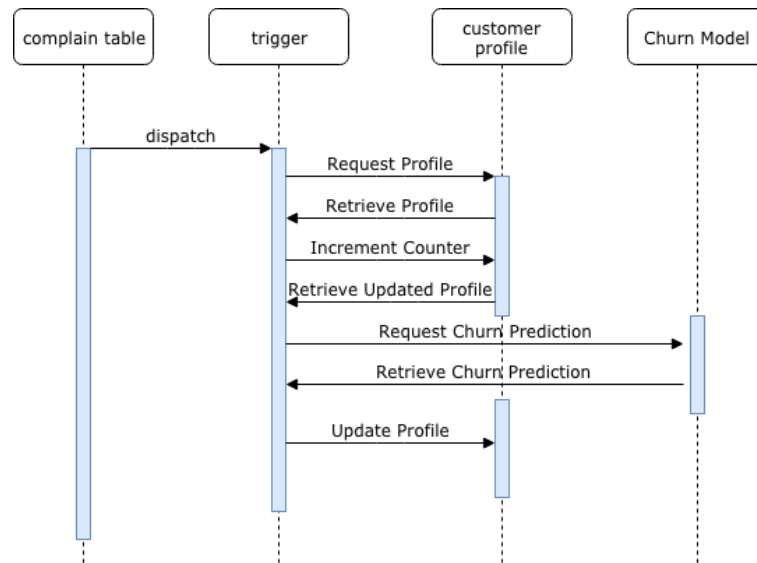 complain table
trigger
customer
profile
Churn Model
dispatch
Request Profile
Retrieve Profile
Increment Counter
Retrieve Updated Profile
Request Churn Prediction
Retrieve Churn Prediction
Update Profile